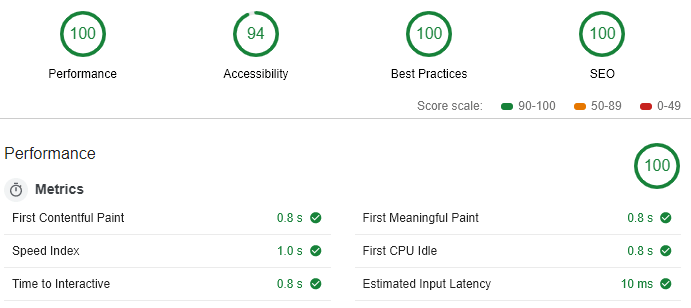 100 94 100 100
Performance Accessibility Best Practices SEO
Score scale: 90-100 50-89 0-49
Performance 100
Metrics
First Contentful Paint 0.8 s First Meaningful Paint 0.8 s
Speed Index 1.0 s First CPU Idle 0.8 s
Time to Interactive 0.8 s Estimated Input Latency 10 ms